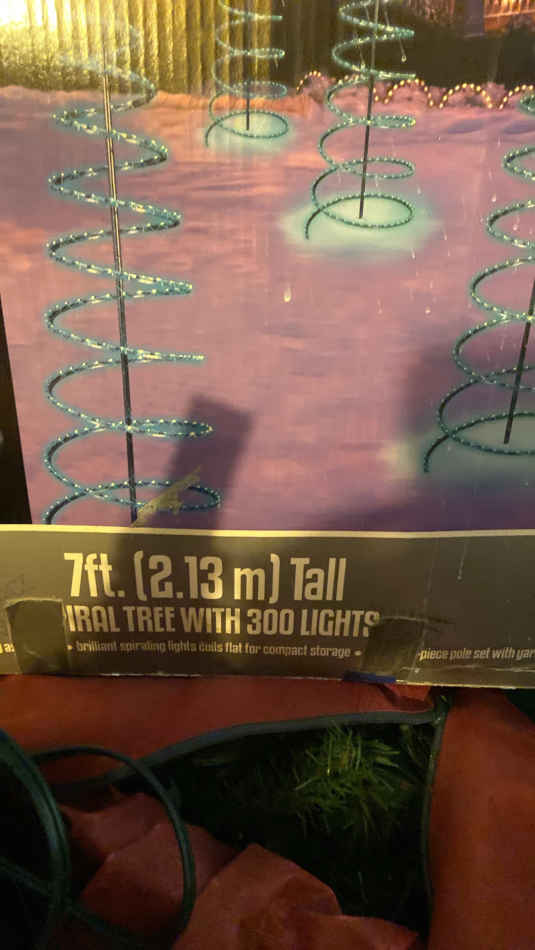 7ft. (2.13 m) Tall
IRAL TREE WITH 300 LIGHTS
• brilliant spiraling lights coils flat for compact storage • -piece pole set with yar